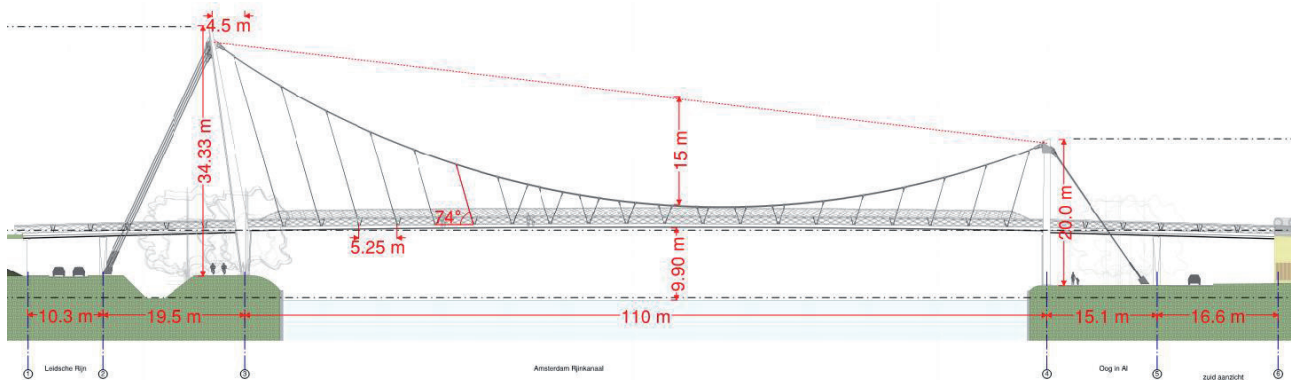 4.5 m
34.33 m
15 m
74°
5.25 m
9.90 m
20.0 m
10.3 m
19.5 m
110 m
15.1 m
16.6 m
1
Leidsche Rijn
2
3
Amsterdam Rjinkanaal
4
Oog in Al
5
zuid aanzicht
6